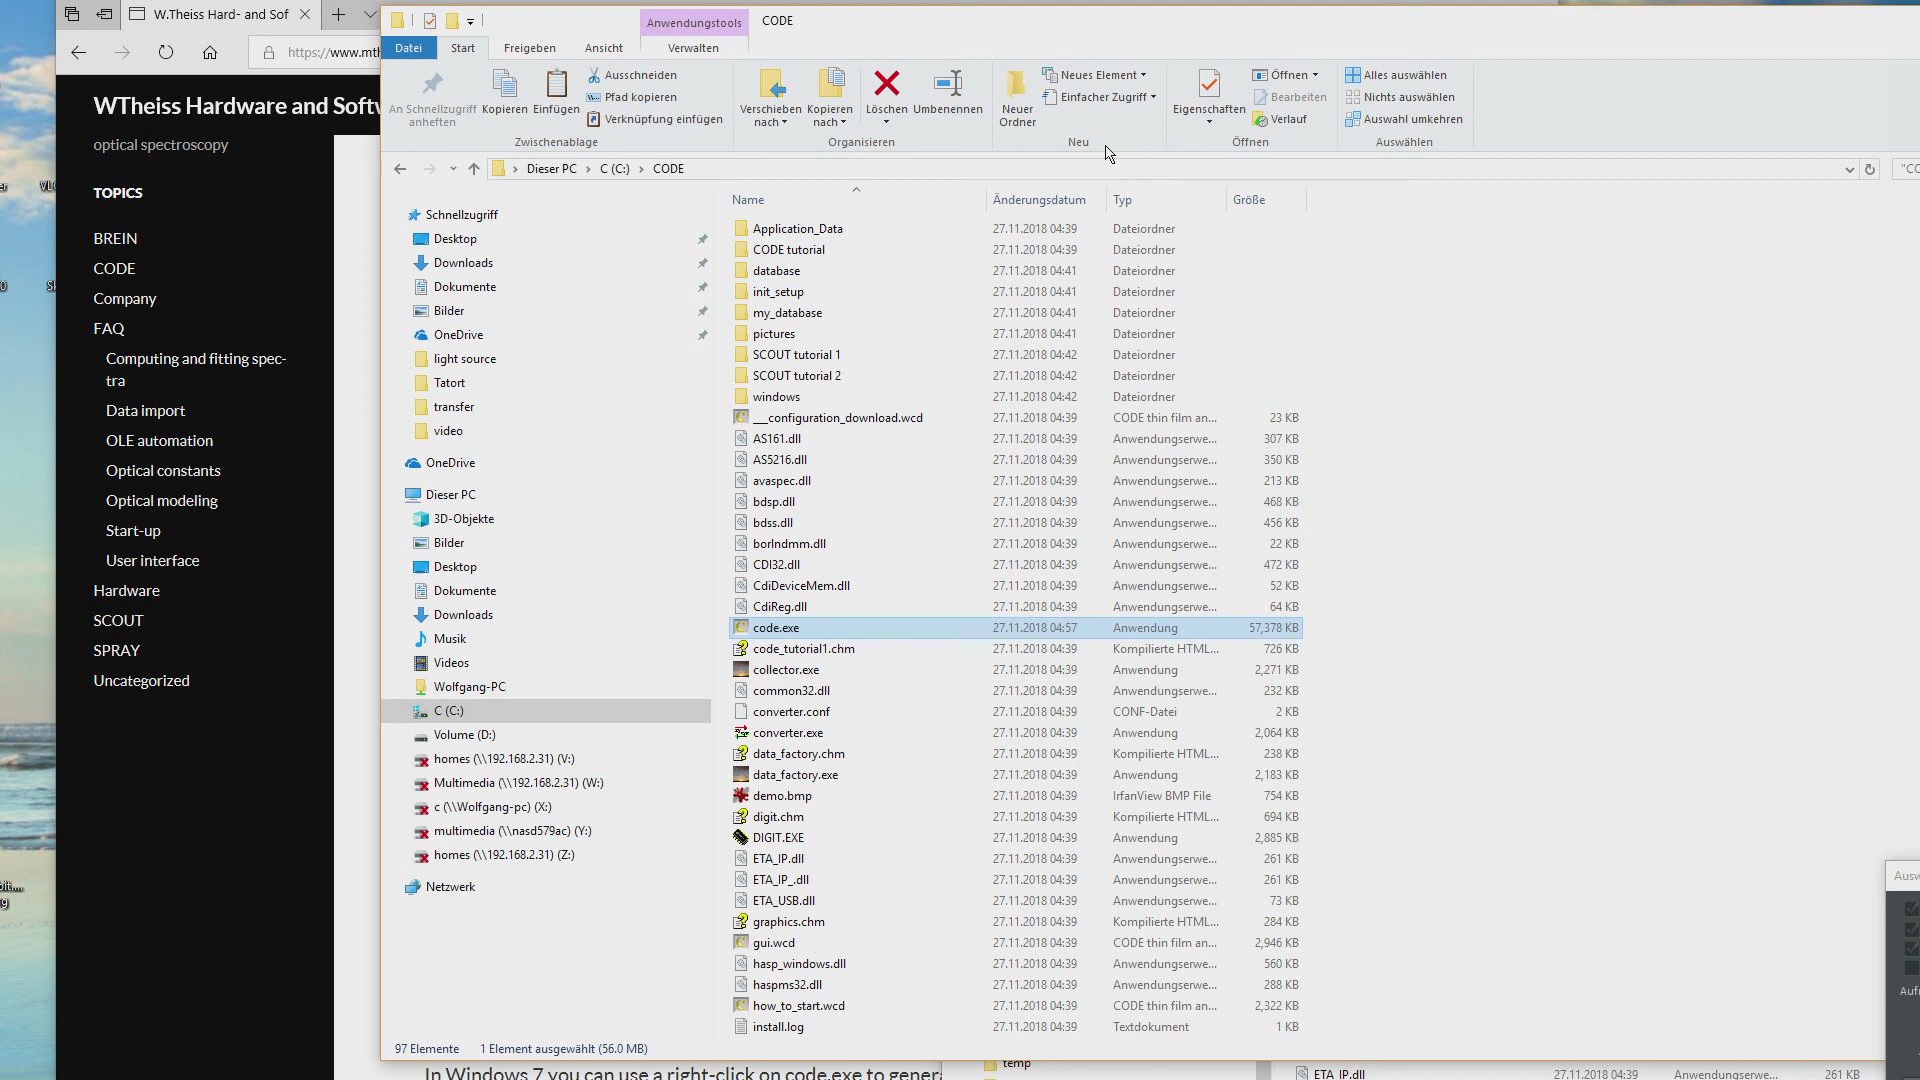 W.Theiss Hard- and Sof
https://www.mtl
WTheiss Hardware and Softw
optical spectroscopy
TOPICS
BREIN
CODE
Company
FAQ
Computing and fitting spec-
tra
Data import
OLE automation
Optical constants
Optical modeling
Start-up
User interface
Hardware
SCOUT
SPRAY
Uncategorized
Anwendungstools
CODE
Datei
Start
Freigeben
Ansicht
Verwalten
An Schnellzugriff
anheften
Kopieren
Einfügen
Ausschneiden
Pfad kopieren
Verknüpfung einfügen
Zwischenablage
Verschieben
nach
Kopieren
nach
Löschen
Umbenennen
Organisieren
Neuer
Ordner
Neues Element
Einfacher Zugriff
Neu
Eigenschaften
Öffnen
Bearbeiten
Verlauf
Öffnen
Alles auswählen
Nichts auswählen
Auswahl umkehren
Auswählen
Dieser PC
C (C:)
CODE
"CO
Schnellzugriff
Desktop
Downloads
Dokumente
Bilder
OneDrive
light source
Tatort
transfer
video
OneDrive
Dieser PC
3D-Objekte
Bilder
Desktop
Dokumente
Downloads
Musik
Videos
Wolfgang-PC
C (C:)
Volume (D:)
homes (\\192.168.2.31) (V:)
Multimedia (\\192.168.2.31) (W:)
c (\\Wolfgang-pc) (X:)
multimedia (\\nasd579ac) (Y:)
homes (\\192.168.2.31) (Z:)
Netzwerk
Name Änderungsdatum Typ Größe
Application_Data 27.11.2018 04:39 Dateiordner
CODE tutorial 27.11.2018 04:39 Dateiordner
database 27.11.2018 04:41 Dateiordner
init_setup 27.11.2018 04:41 Dateiordner
my_database 27.11.2018 04:41 Dateiordner
pictures 27.11.2018 04:41 Dateiordner
SCOUT tutorial 1 27.11.2018 04:42 Dateiordner
SCOUT tutorial 2 27.11.2018 04:42 Dateiordner
windows 27.11.2018 04:42 Dateiordner
___configuration_download.wcd 27.11.2018 04:39 CODE thin film an... 23 KB
AS161.dll 27.11.2018 04:39 Anwendungserwe... 307 KB
AS5216.dll 27.11.2018 04:39 Anwendungserwe... 350 KB
avaspec.dll 27.11.2018 04:39 Anwendungserwe... 213 KB
bdsp.dll 27.11.2018 04:39 Anwendungserwe... 468 KB
bdss.dll 27.11.2018 04:39 Anwendungserwe... 456 KB
borlndmm.dll 27.11.2018 04:39 Anwendungserwe... 22 KB
CDI32.dll 27.11.2018 04:39 Anwendungserwe... 472 KB
CdiDeviceMem.dll 27.11.2018 04:39 Anwendungserwe... 52 KB
CdiReg.dll 27.11.2018 04:39 Anwendungserwe... 64 KB
code.exe 27.11.2018 04:57 Anwendung 57,378 KB
code_tutorial1.chm 27.11.2018 04:39 Kompilierte HTML... 726 KB
collector.exe 27.11.2018 04:39 Anwendung 2,271 KB
common32.dll 27.11.2018 04:39 Anwendungserwe... 232 KB
converter.conf 27.11.2018 04:39 CONF-Datei 2 KB
converter.exe 27.11.2018 04:39 Anwendung 2,064 KB
data_factory.chm 27.11.2018 04:39 Kompilierte HTML... 238 KB
data_factory.exe 27.11.2018 04:39 Anwendung 2,183 KB
demo.bmp 27.11.2018 04:39 IrfanView BMP File 754 KB
digit.chm 27.11.2018 04:39 Kompilierte HTML... 694 KB
DIGIT.EXE 27.11.2018 04:39 Anwendung 2,885 KB
ETA_IP.dll 27.11.2018 04:39 Anwendungserwe... 261 KB
ETA_IP_.dll 27.11.2018 04:39 Anwendungserwe... 261 KB
ETA_USB.dll 27.11.2018 04:39 Anwendungserwe... 73 KB
graphics.chm 27.11.2018 04:39 Kompilierte HTML... 284 KB
gui.wcd 27.11.2018 04:39 CODE thin film an... 2,946 KB
hasp_windows.dll 27.11.2018 04:39 Anwendungserwe... 560 KB
haspms32.dll 27.11.2018 04:39 Anwendungserwe... 288 KB
how_to_start.wcd 27.11.2018 04:39 CODE thin film an... 2,322 KB
install.log 27.11.2018 04:39 Textdokument 1 KB
97 Elemente 1 Element ausgewählt (56.0 MB)
Ausw
Aufr
In Windows 7 you can use a right-click on code.exe to genera
temp
ETA_IP.dll 27.11.2018 04:39 Anwendungserwe... 261 KB